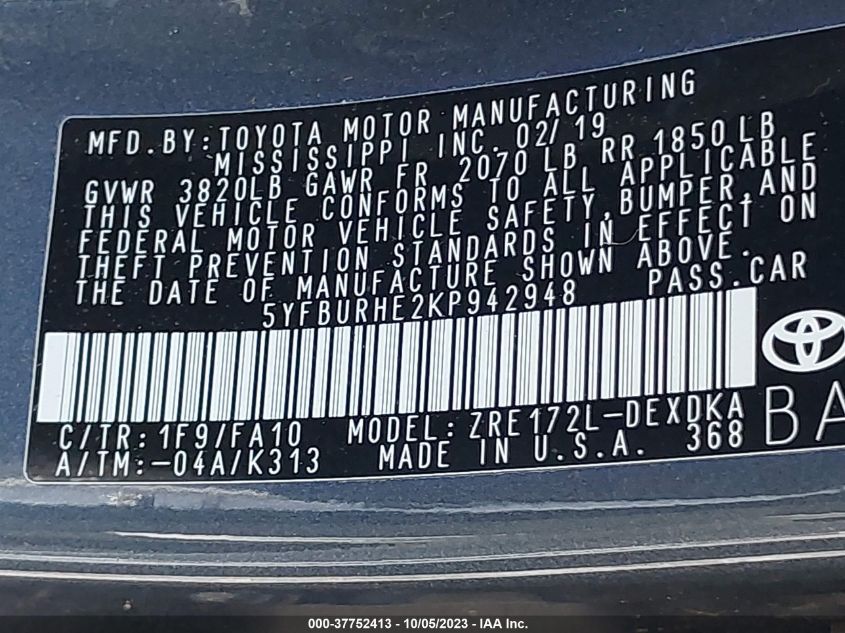 MFD.BY:TOYOTA MOTOR MANUFACTURING
MISSISSIPPI INC. 02/19
GVWR 3820LB GAWR FR 2070 LB RR 1850 LB
THIS VEHICLE CONFORMS TO ALL APPLICABLE
FEDERAL MOTOR VEHICLE SAFETY,BUMPER,AND
THEFT PREVENTION STANDARDS IN EFFECT ON
THE DATE OF MANUFACTURE SHOWN ABOVE.
5YFBURHE2KP942948 PASS.CAR
C/TR:1F9/FA10 MODEL:ZRE172L-DEXDKA
A/TM:-04A/K313 MADE IN U.S.A. 368
BA
000-37752413 - 10/05/2023 - IAA Inc.